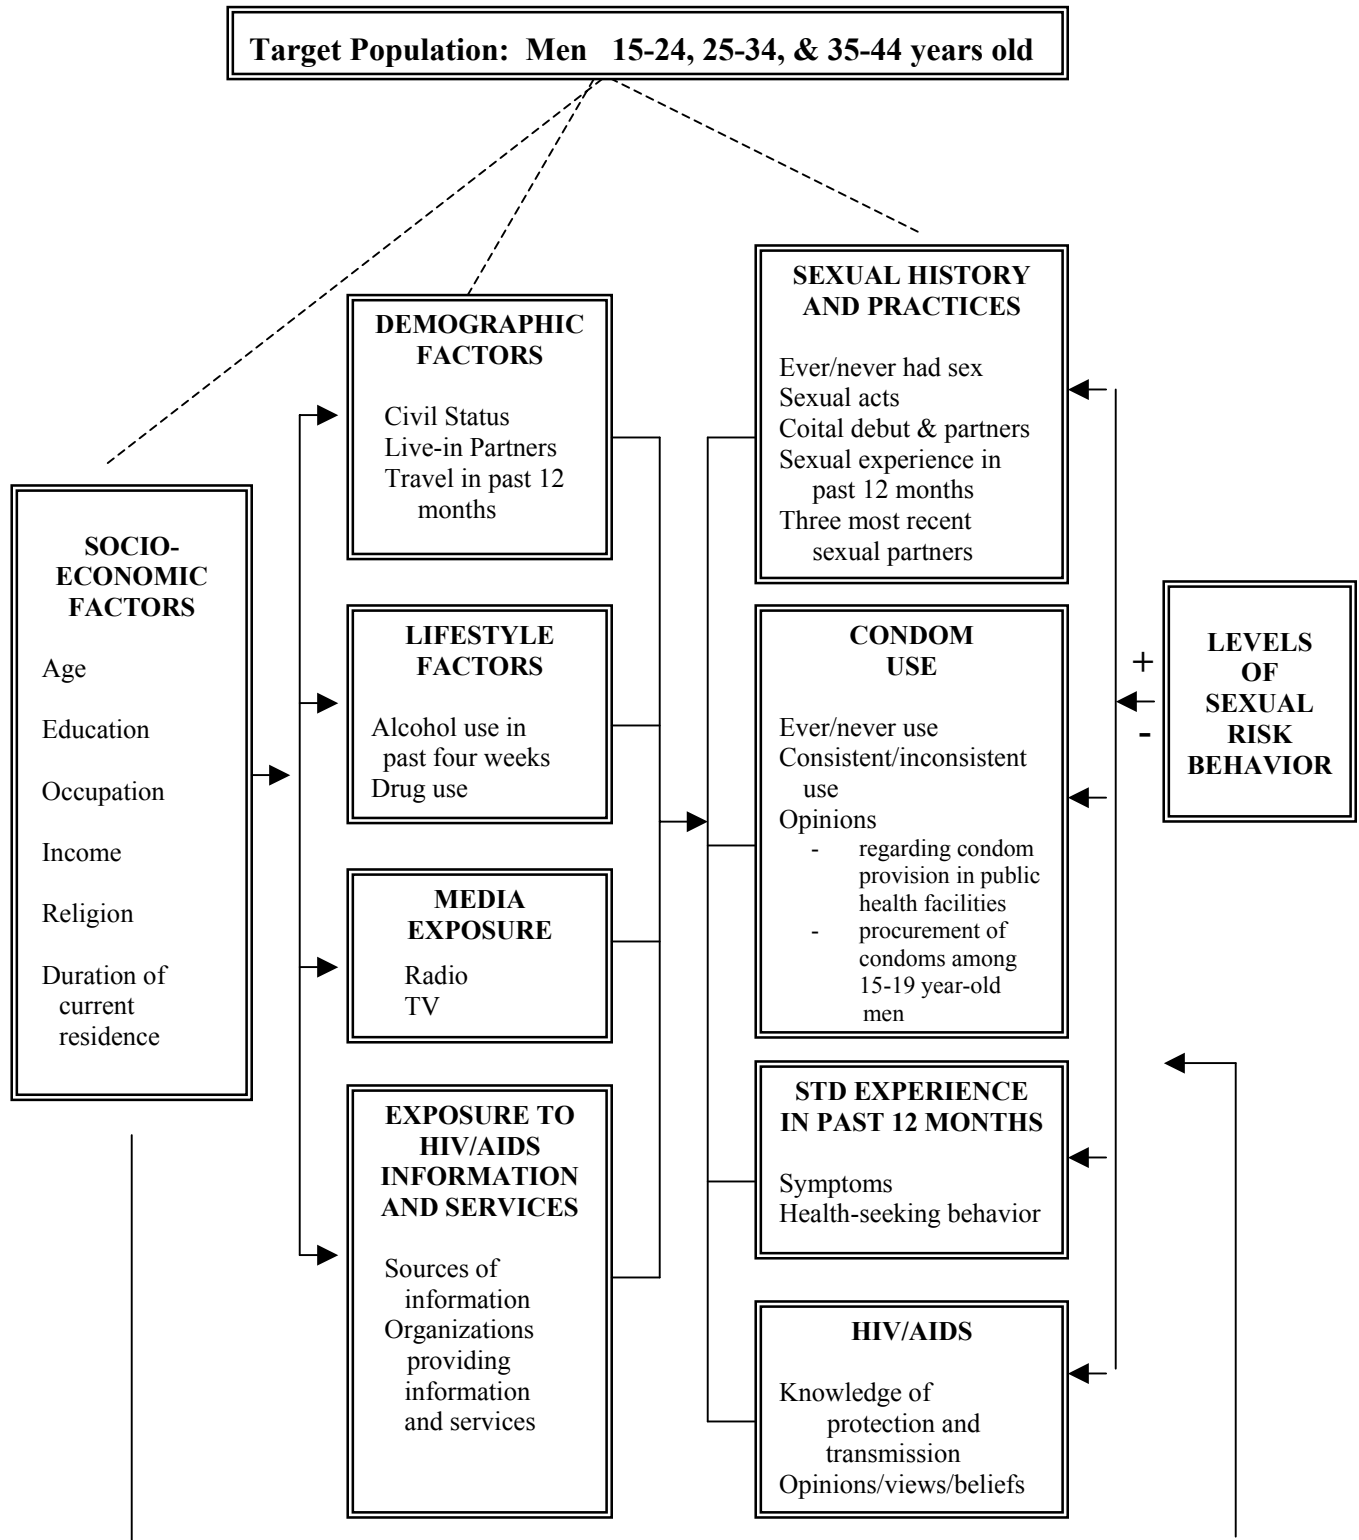 Target Population: Men 15-24, 25-34, & 35-44 years old
SOCIO-
ECONOMIC
FACTORS
Age
Education
Occupation
Income
Religion
Duration of
current
residence
DEMOGRAPHIC
FACTORS
Civil Status
Live-in Partners
Travel in past 12
months
LIFESTYLE
FACTORS
Alcohol use in
past four weeks
Drug use
MEDIA
EXPOSURE
Radio
TV
EXPOSURE TO
HIV/AIDS
INFORMATION
AND SERVICES
Sources of
information
Organizations
providing
information
and services
SEXUAL HISTORY
AND PRACTICES
Ever/never had sex
Sexual acts
Coital debut & partners
Sexual experience in
past 12 months
Three most recent
sexual partners
CONDOM
USE
Ever/never use
Consistent/inconsistent
use
Opinions
- regarding condom
provision in public
health facilities
- procurement of
condoms among
15-19 year-old
men
STD EXPERIENCE
IN PAST 12 MONTHS
Symptoms
Health-seeking behavior
HIV/AIDS
Knowledge of
protection and
transmission
Opinions/views/beliefs
+
-
LEVELS
OF
SEXUAL
RISK
BEHAVIOR